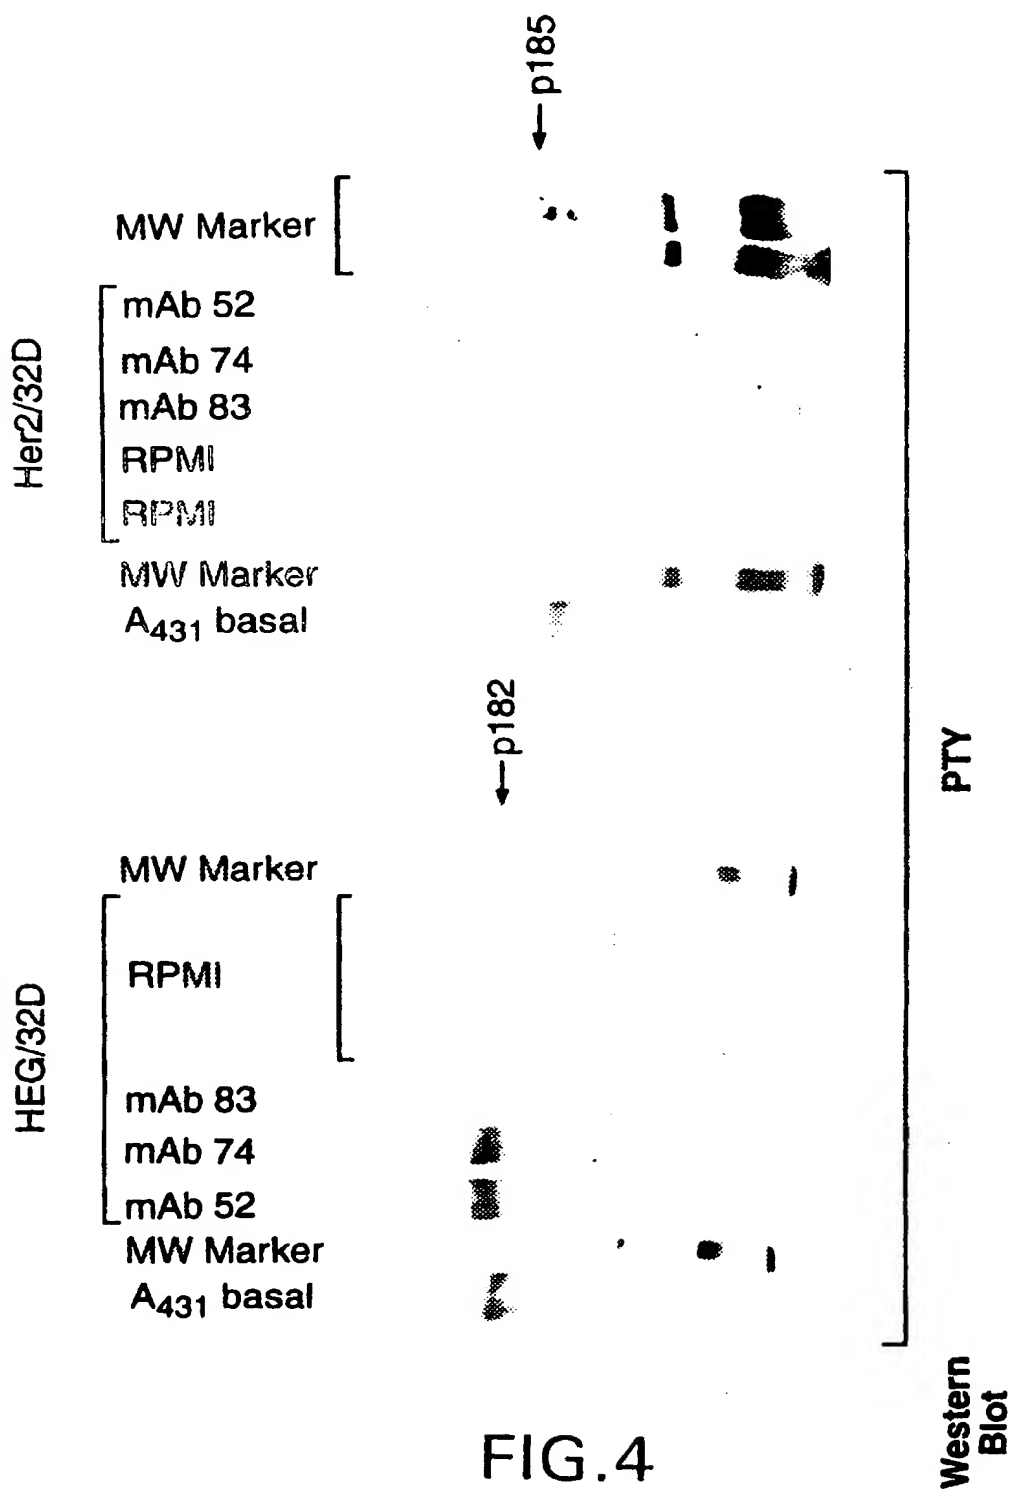 p185
MW Marker
Her2/32D
mAb 52
mAb 74
mAb 83
RPMI
RPMI
MW Marker
A431 basal
p182
PTY
MW Marker
HEG/32D
RPMI
mAb 83
mAb 74
mAb 52
MW Marker
A431 basal
Western
Blot
FIG.4